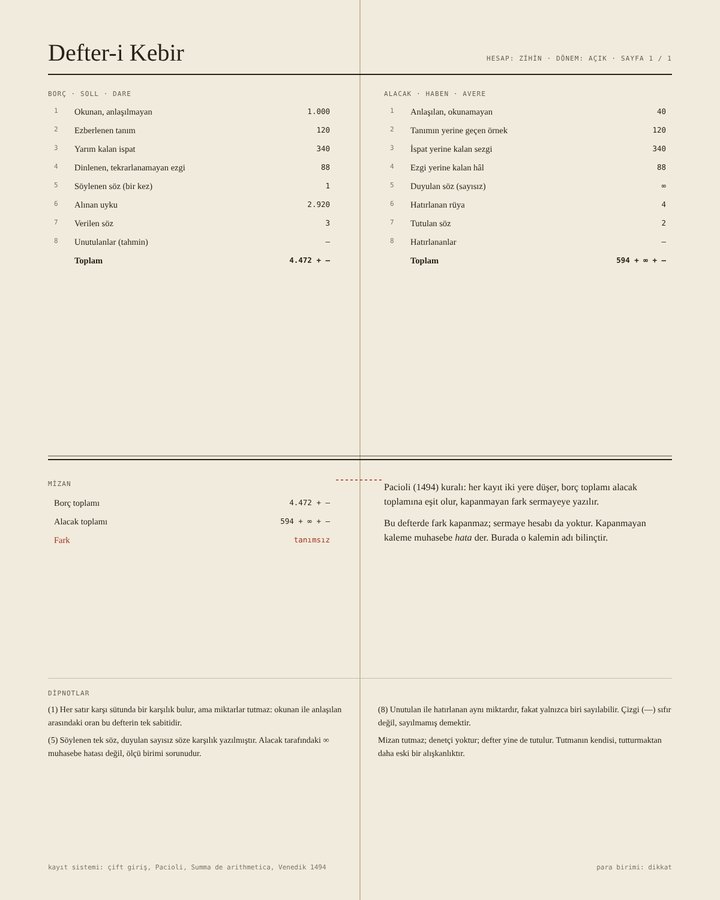 Defter-i Kebir
HESAP: ZİHİN · DÖNEM: AÇIK · SAYFA 1 / 1
BORÇ · SOLL · DARE
1 Okunan, anlaşılmayan 1.000
2 Ezberlenen tanım 120
3 Yarım kalan ispat 340
4 Dinlenen, tekrarlanamayan ezgi 88
5 Söylenen söz (bir kez) 1
6 Alınan uyku 2.920
7 Verilen söz 3
8 Unutulanlar (tahmin) —
Toplam 4.472 + —
ALACAK · HABEN · AVERE
1 Anlaşılan, okunamayan 40
2 Tanımın yerine geçen örnek 120
3 İspat yerine kalan sezgi 340
4 Ezgi yerine kalan hâl 88
5 Duyulan söz (sayısız) ∞
6 Hatırlanan rüya 4
7 Tutulan söz 2
8 Hatırlananlar —
Toplam 594 + ∞ + —
MİZAN
Borç toplamı 4.472 + —
Alacak toplamı 594 + ∞ + —
Fark tanımsız
Pacioli (1494) kuralı: her kayıt iki yere düşer, borç toplamı alacak
toplamına eşit olur, kapanmayan fark sermayeye yazılır.
Bu defterde fark kapanmaz; sermaye hesabı da yoktur. Kapanmayan
kaleme muhasebe hata der. Burada o kalemin adı bilinçtir.
DİPNOTLAR
(1) Her satır karşı sütunda bir karşılık bulur, ama miktarlar tutmaz: okunan ile anlaşılan
arasındaki oran bu defterin tek sabitidir.
(5) Söylenen tek söz, duyulan sayısız söze karşılık yazılmıştır. Alacak tarafındaki ∞
muhasebe hatası değil, ölçü birimi sorunudur.
(8) Unutulan ile hatırlanan aynı miktardır, fakat yalnızca biri sayılabilir. Çizgi (—) sıfır
değil, sayılmamış demektir.
Mizan tutmaz; denetçi yoktur; defter yine de tutulur. Tutmanın kendisi, tutturmaktan
daha eski bir alışkanlıktır.
kayıt sistemi: çift giriş, Pacioli, Summa de arithmetica, Venedik 1494
para birimi: dikkat